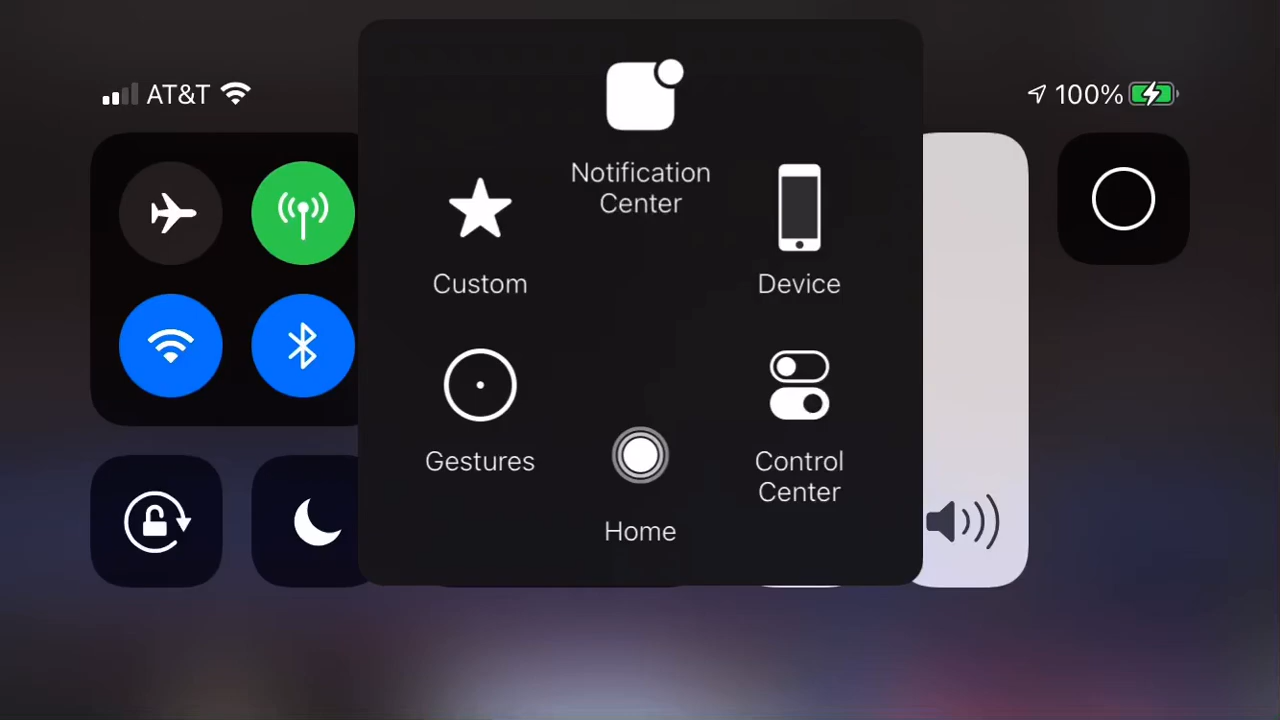 AT&T
100%
Notification
Center
Custom
Device
Gestures
Control
Center
Home